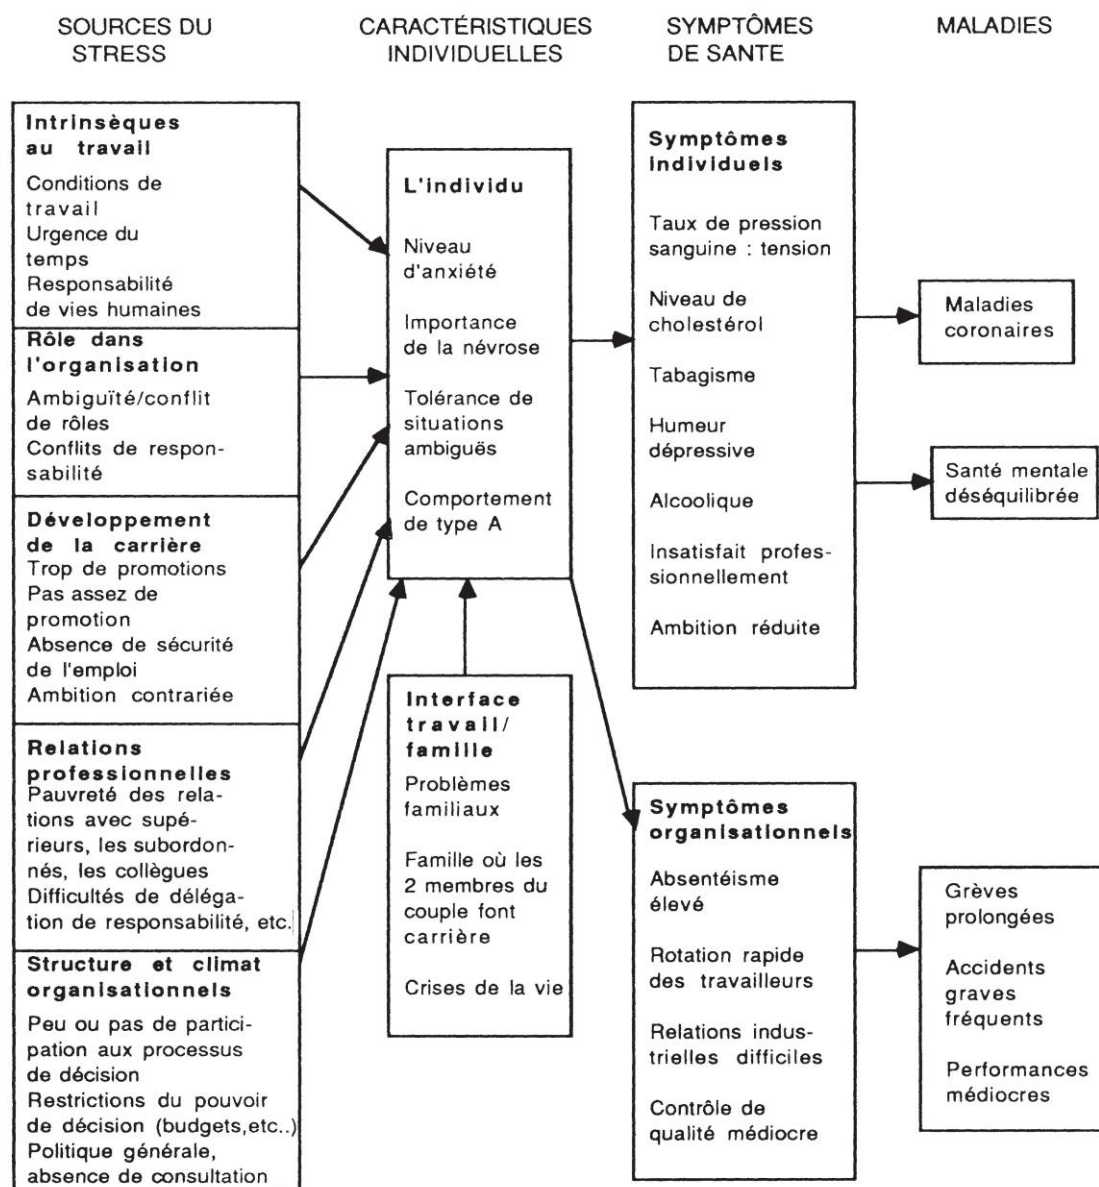 SOURCES DU
STRESS
CARACTÉRISTIQUES
INDIVIDUELLES
SYMPTÔMES
DE SANTE
MALADIES
Intrinsèques
au travail
Conditions de
travail
Urgence du
temps
Responsabilité
de vies humaines
Rôle dans
l'organisation
Ambiguïté/conflit
de rôles
Conflits de respon-
sabilité
Développement
de la carrière
Trop de promotions
Pas assez de
promotion
Absence de sécurité
de l'emploi
Ambition contrariée
Relations
professionnelles
Pauvreté des rela-
tions avec supé-
rieurs, les subordon-
nés, les collègues
Difficultés de déléga-
tion de responsabilité, etc.
Structure et climat
organisationnels
Peu ou pas de partici-
pation aux processus
de décision
Restrictions du pouvoir
de décision (budgets,etc..)
Politique générale,
absence de consultation
L'individu
Niveau
d'anxiété
Importance
de la névrose
Tolérance de
situations
ambiguës
Comportement
de type A
Interface
travail/
famille
Problèmes
familiaux
Famille où les
2 membres du
couple font
carrière
Crises de la vie
Symptômes
individuels
Taux de pression
sanguine : tension
Niveau de
cholestérol
Tabagisme
Humeur
dépressive
Alcoolique
Insatisfait profes-
sionnellement
Ambition réduite
Symptômes
organisationnels
Absentéisme
élevé
Rotation rapide
des travailleurs
Relations indus-
trielles difficiles
Contrôle de
qualité médiocre
Maladies
coronaires
Santé mentale
déséquilibrée
Grèves
prolongées
Accidents
graves
fréquents
Performances
médiocres